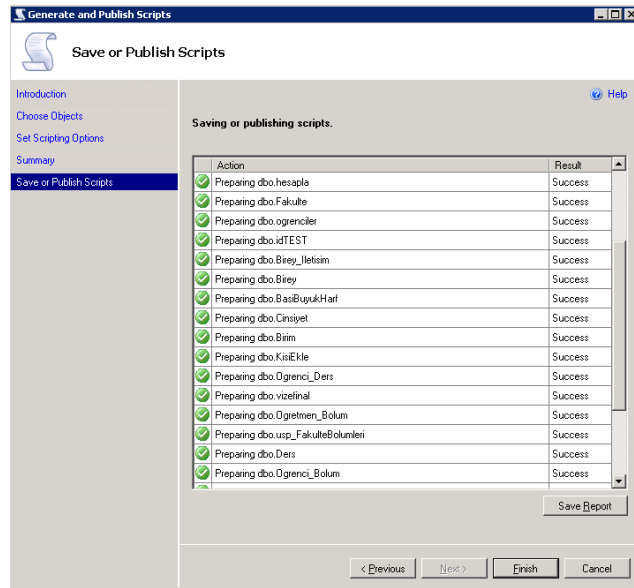 Generate and Publish Scripts
Save or Publish Scripts
Introduction
Choose Objects
Set Scripting Options
Summary
Save or Publish Scripts
Help
Saving or publishing scripts.
Action Result
Preparing dbo.hesapla Success
Preparing dbo.Fakulte Success
Preparing dbo.ogrenciler Success
Preparing dbo.idTEST Success
Preparing dbo.Birey_Iletisim Success
Preparing dbo.Birey Success
Preparing dbo.BasiBuyukHarf Success
Preparing dbo.Cinsiyet Success
Preparing dbo.Birim Success
Preparing dbo.KisiEkle Success
Preparing dbo.Ogrenci_Ders Success
Preparing dbo.vizefinal Success
Preparing dbo.Ogretmen_Bolum Success
Preparing dbo.usp_FakulteBolumleri Success
Preparing dbo.Ders Success
Preparing dbo.Ogrenci_Bolum Success
Save Report
< Previous Next > Finish Cancel